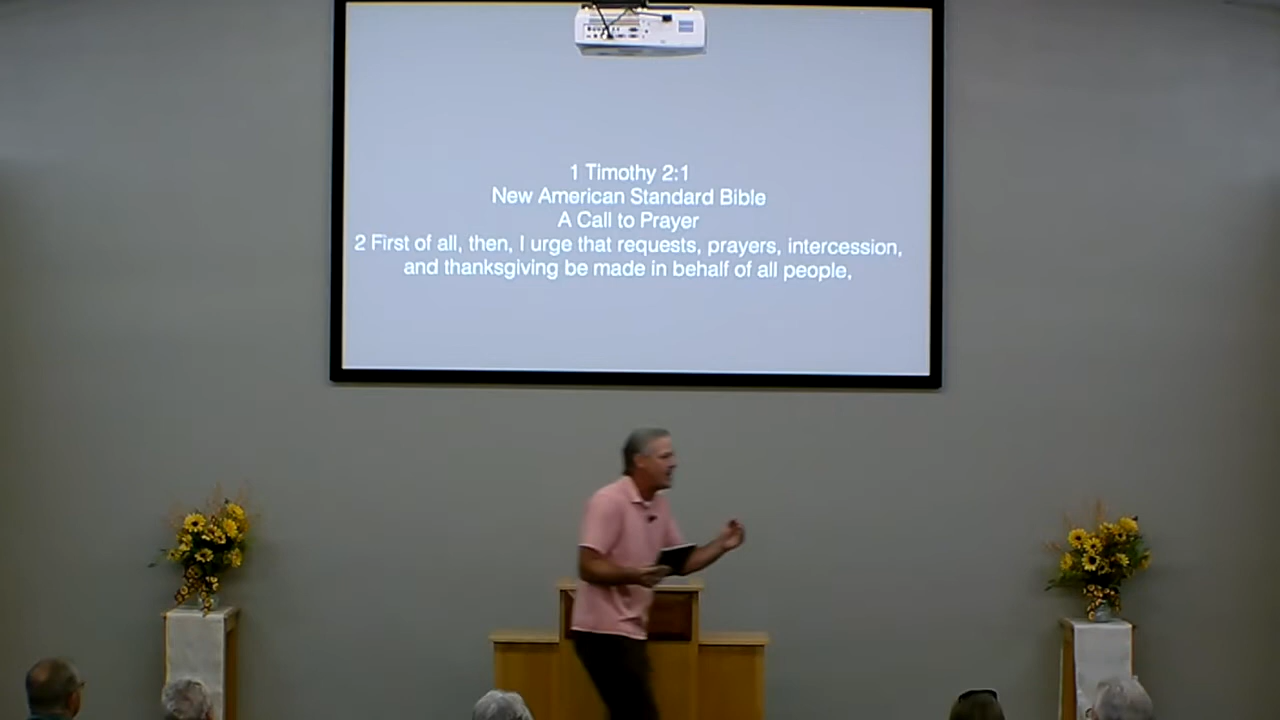 1 Timothy 2:1
New American Standard Bible
A Call to Prayer
2 First of all, then, I urge that requests, prayers, intercession,
and thanksgiving be made in behalf of all people,